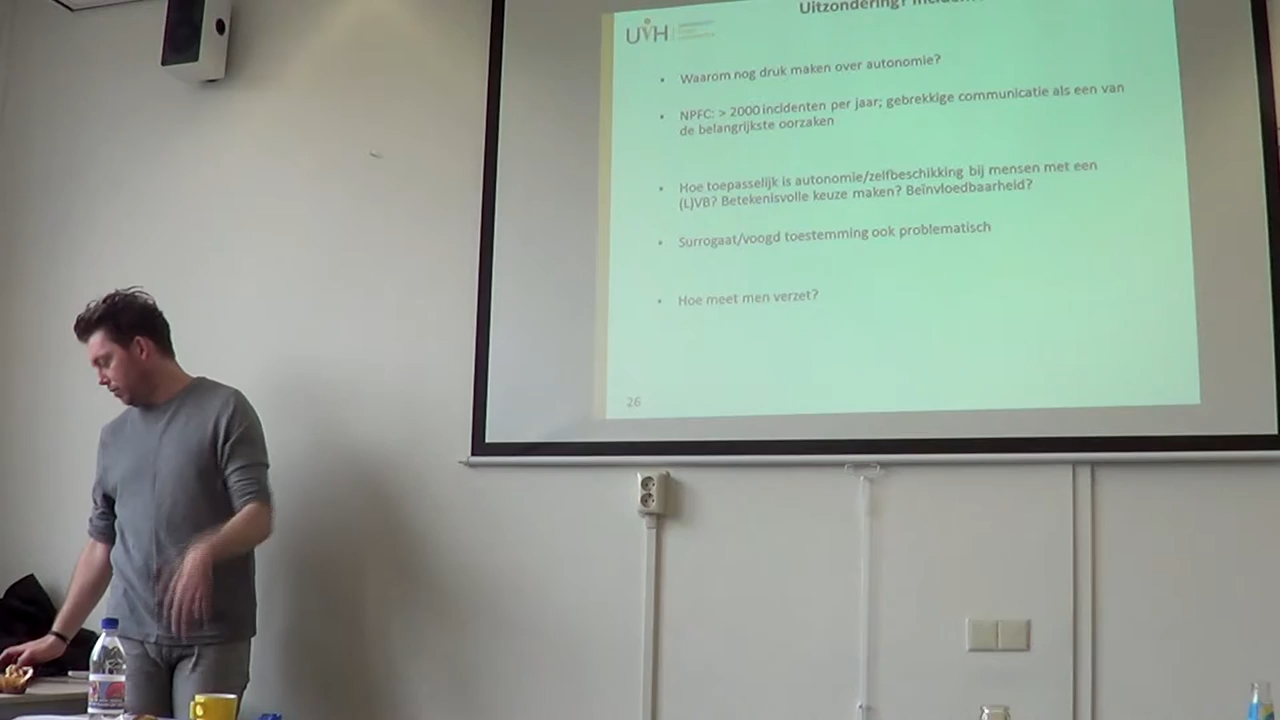 Uitzondering?
UVH
• Waarom nog druk maken over autonomie?
• NPFC: > 2000 incidenten per jaar; gebrekkige communicatie als een van
de belangrijkste oorzaken
• Hoe toepasselijk is autonomie/zelfbeschikking bij mensen met een
(L)VB? Betekenisvolle keuze maken? Beïnvloedbaarheid?
• Surrogaat/voogd toestemming ook problematisch
• Hoe meet men verzet?
26